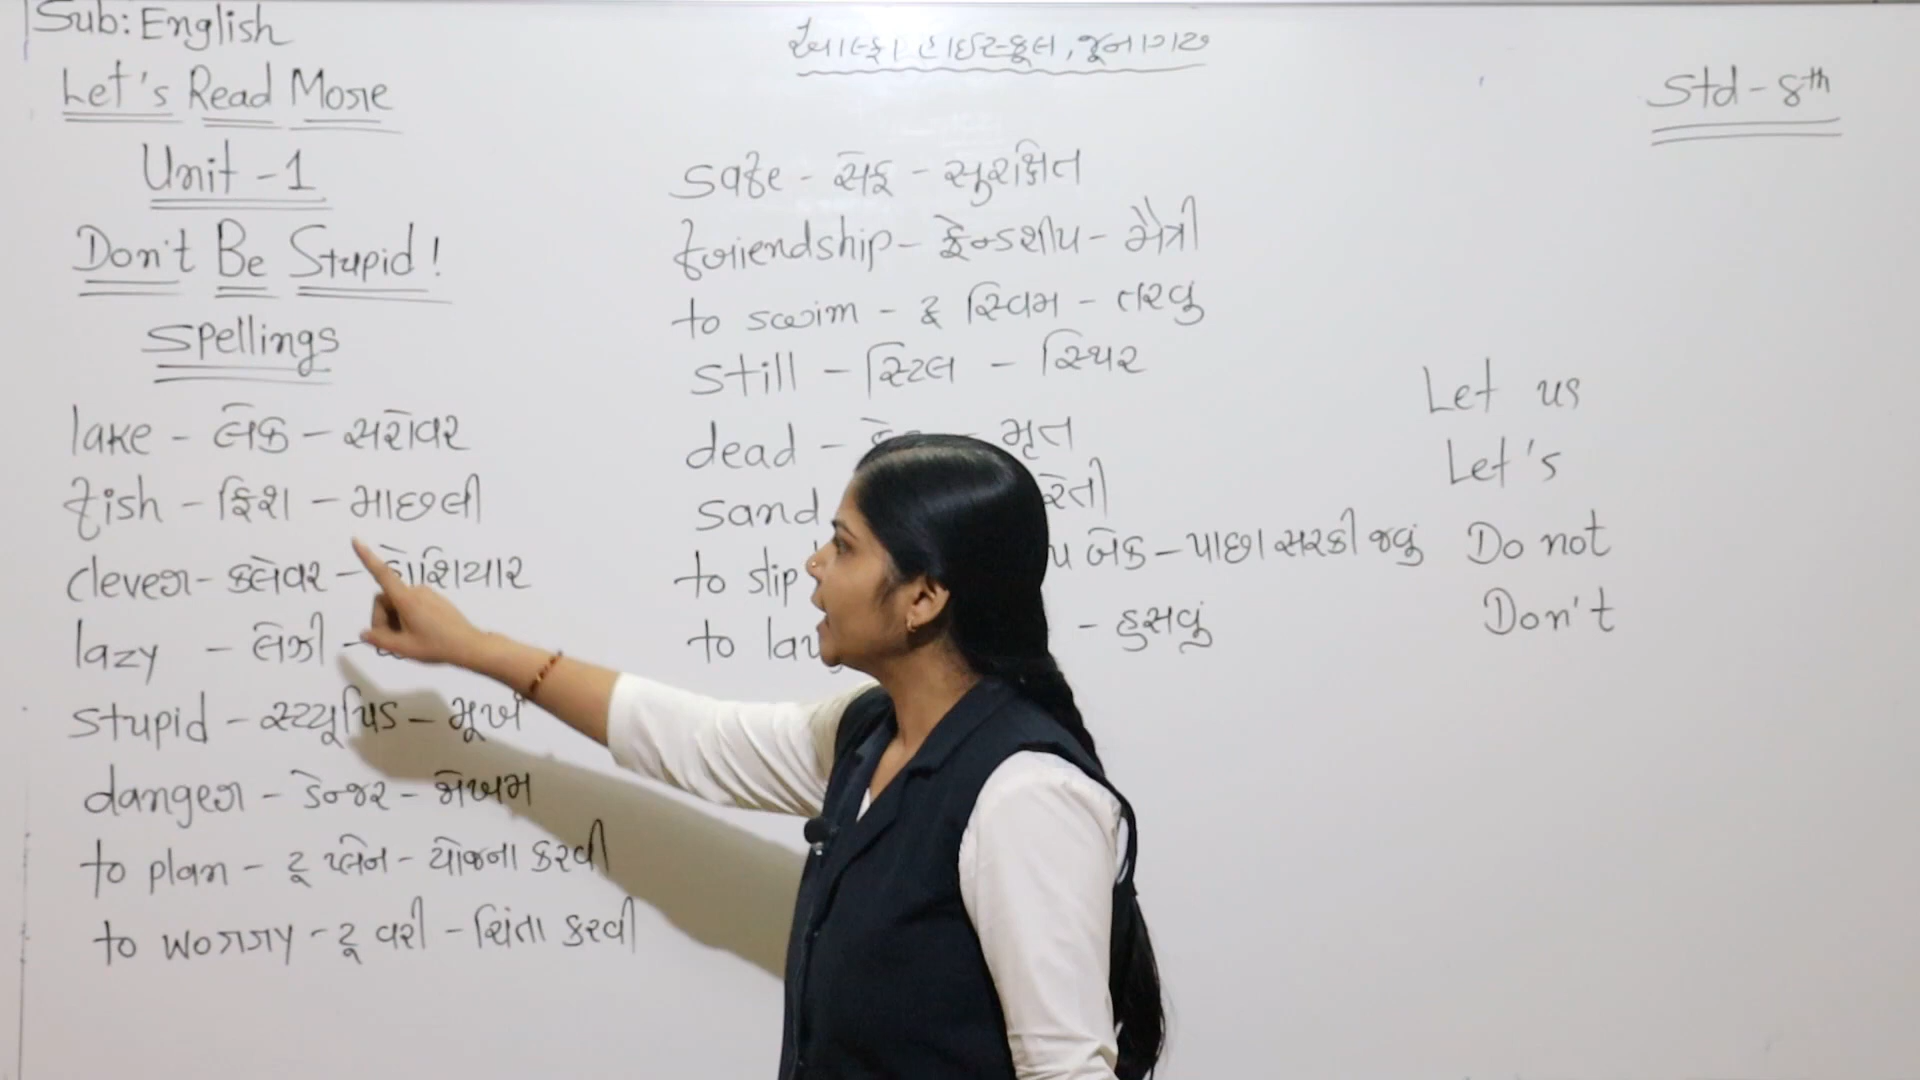 Sub: English
આલ્ફા હાઇસ્કૂલ, જૂનાગઢ
Std - 8th
Let's Read More
Unit - 1
Don't Be Stupid!
Spellings
lake - લેક - સરોવર
fish - ફિશ - માછલી
clever - ક્લેવર - હોશિયાર
lazy - લેઝી -
stupid - સ્ટ્યૂપિડ - મૂર્ખ
danger - ડેન્જર - જોખમ
to plan - ટૂ પ્લેન - યોજના કરવી
to worry - ટૂ વરી - ચિંતા કરવી
safe - સેફ - સુરક્ષિત
friendship - ફ્રેન્ડશીપ - મૈત્રી
to swim - ટૂ સ્વિમ - તરવું
still - સ્ટિલ - સ્થિર
dead - મૃત
sand રેતી
to slip બેક - પાછા સરકી જવું
to - હસવું
Let us
Let's
Do not
Don't